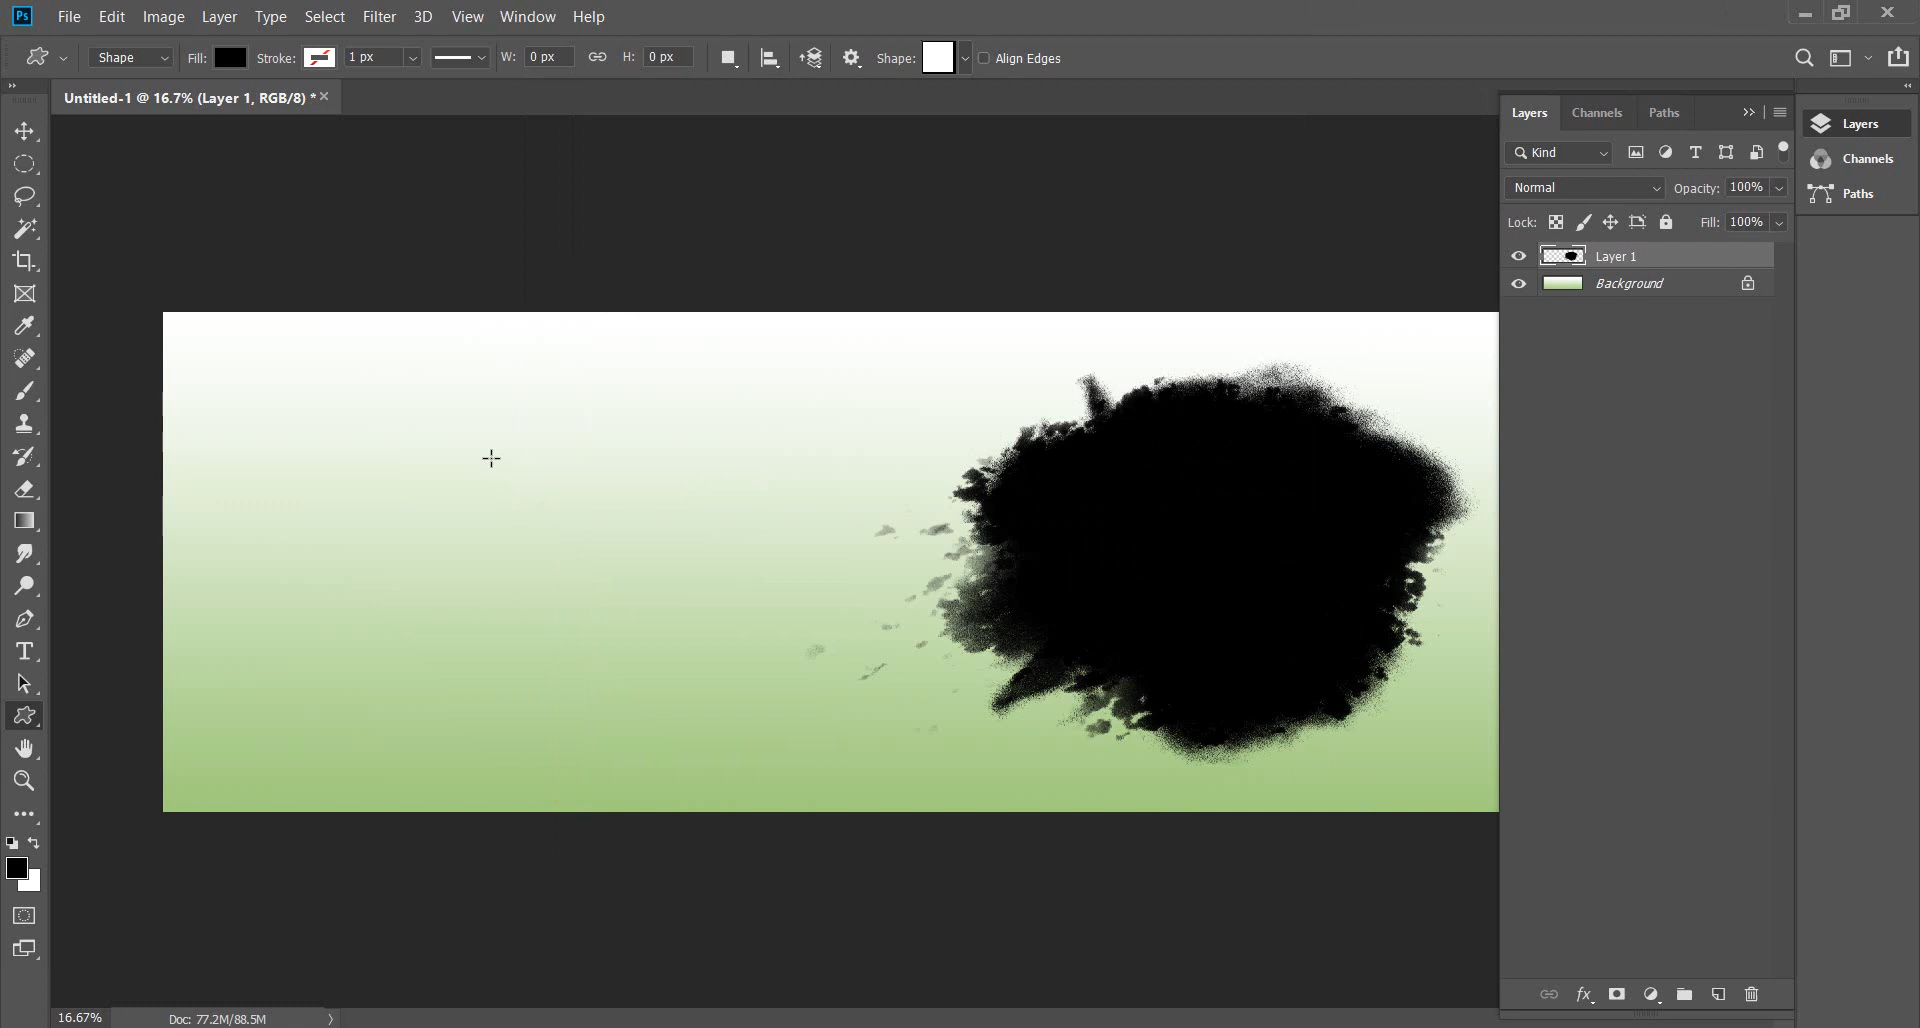 Ps File Edit Image Layer Type Select Filter 3D View Window Help
Shape Fill: Stroke: 1 px W: 0 px H: 0 px Shape: Align Edges
Untitled-1 @ 16.7% (Layer 1, RGB/8) *
Layers Channels Paths
Kind
Normal Opacity: 100%
Lock: Fill: 100%
Layer 1
Background
Layers
Channels
Paths
16.67% Doc: 77.2M/88.5M